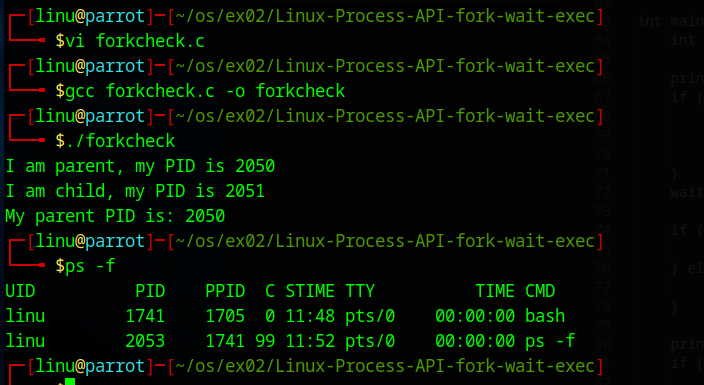 ┌─[linu@parrot]─[~/os/ex02/Linux-Process-API-fork-wait-exec]
└──╼ $vi forkcheck.c
┌─[linu@parrot]─[~/os/ex02/Linux-Process-API-fork-wait-exec]
└──╼ $gcc forkcheck.c -o forkcheck
┌─[linu@parrot]─[~/os/ex02/Linux-Process-API-fork-wait-exec]
└──╼ $./forkcheck
I am parent, my PID is 2050
I am child, my PID is 2051
My parent PID is: 2050
┌─[linu@parrot]─[~/os/ex02/Linux-Process-API-fork-wait-exec]
└──╼ $ps -f
UID          PID    PPID  C STIME TTY          TIME CMD
linu        1741    1705  0 11:48 pts/0    00:00:00 bash
linu        2053    1741 99 11:52 pts/0    00:00:00 ps -f
┌─[linu@parrot]─[~/os/ex02/Linux-Process-API-fork-wait-exec]
int main
int
prin
if (
}
wait
if (
} el
}
prin
if (